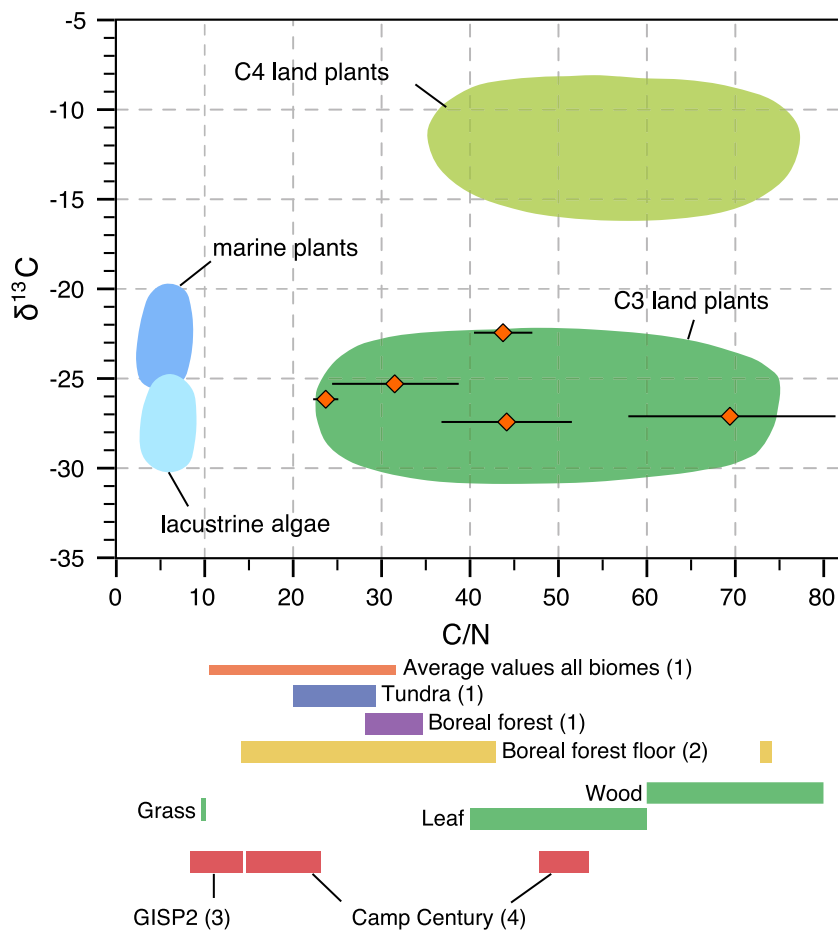 -5
C4 land plants
-10
-15
marine plants
-20
δ13C
C3 land plants
-25
-30
lacustrine algae
-35
0 10 20 30 40 50 60 70 80
C/N
Average values all biomes (1)
Tundra (1)
Boreal forest (1)
Boreal forest floor (2)
Wood
Grass
Leaf
GISP2 (3)
Camp Century (4)